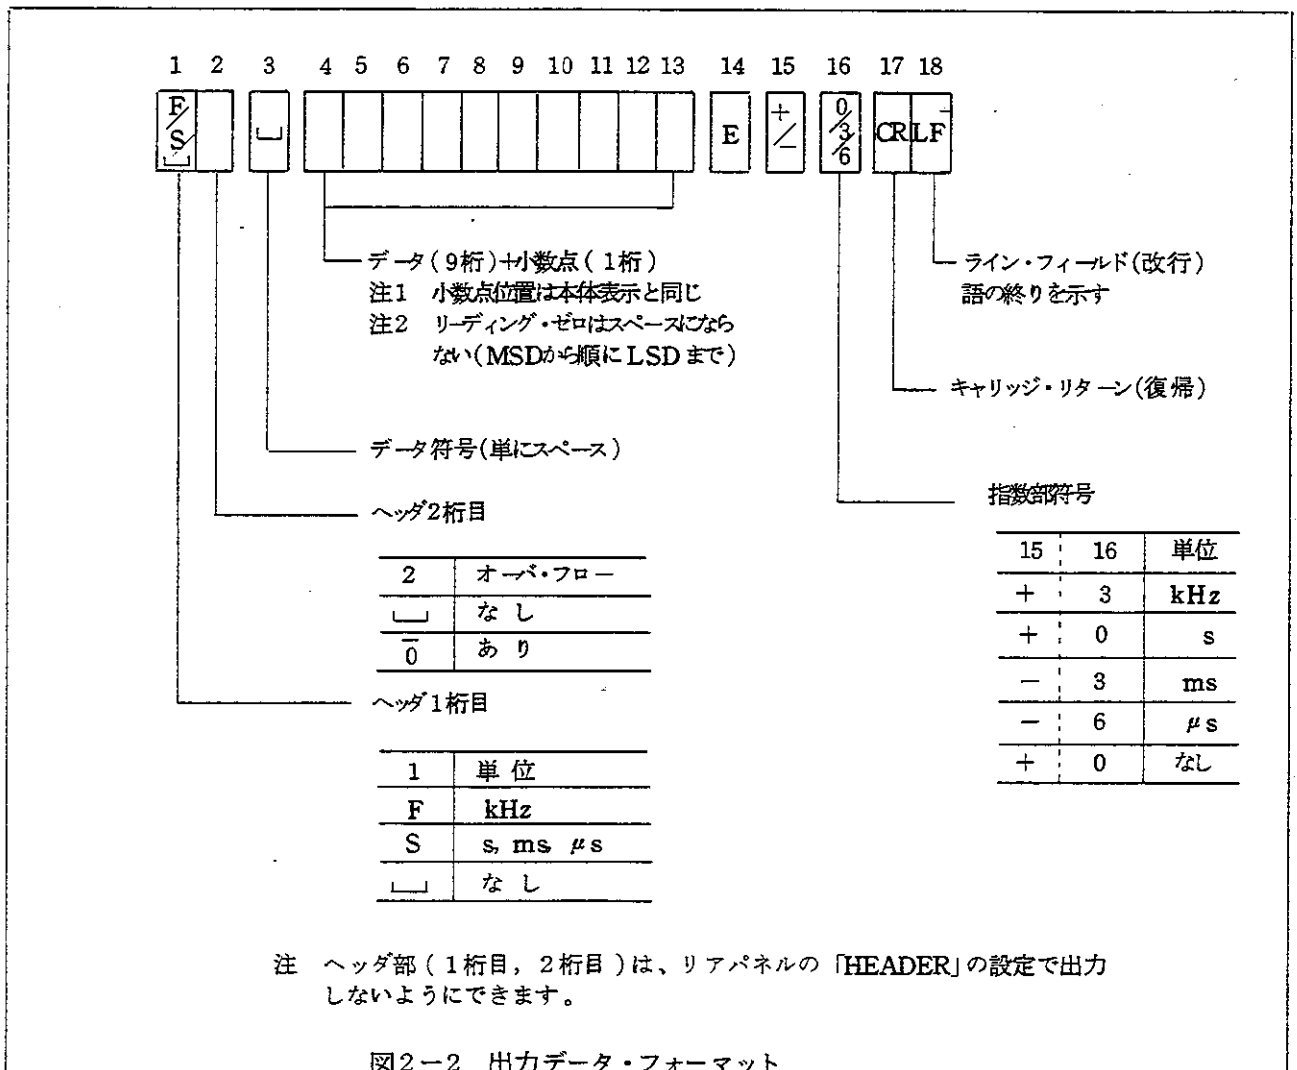 1 2 3 4 5 6 7 8 9 10 11 12 13 14 15 16 17 18
F/S/␣ ␣ E +/- 0/3/6 CR LF
データ(9桁)+小数点(1桁)
注1 小数点位置は本体表示と同じ
注2 リーディング・ゼロはスペースになら
ない(MSDから順にLSDまで)
ライン・フィールド(改行)
語の終りを示す
キャリッジ・リターン(復帰)
データ符号(単にスペース)
指数部符号
ヘッダ2桁目
2 オーバ・フロー
␣ なし
0̅ あり
15 16 単位
+ 3 kHz
+ 0 s
- 3 ms
- 6 μs
+ 0 なし
ヘッダ1桁目
1 単位
F kHz
S s, ms μs
␣ なし
注 ヘッダ部(1桁目, 2桁目)は、リアパネルの「HEADER」の設定で出力
しないようにできます。
図2-2 出力データ・フォーマット